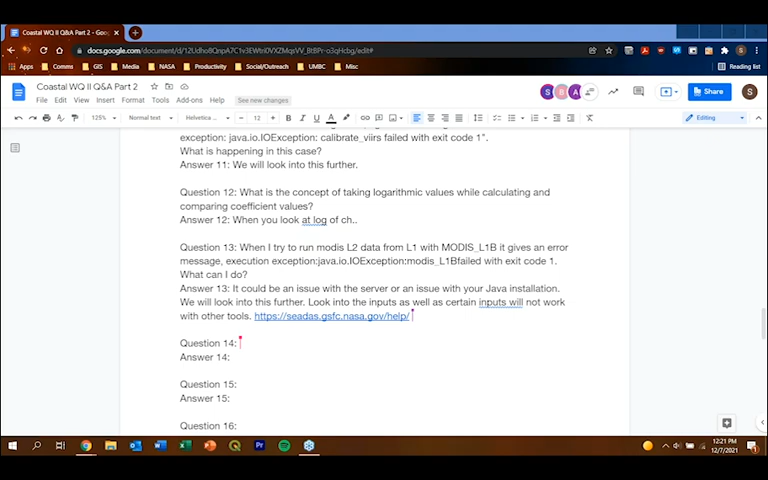 Coastal WQ II Q&A Part 2 - Goo
docs.google.com/document/d/
Apps Comms GIS Media NASA Productivity Social/Outreach UMBC Misc Reading list
Coastal WQ II Q&A Part 2
File Edit View Insert Format Tools Add-ons Help See new changes
S B A Share S
125% Normal text Helvetica ... 12 B I U A Editing
exception: java.io.IOException: calibrate_viirs failed with exit code 1".
What is happening in this case?
Answer 11: We will look into this further.
Question 12: What is the concept of taking logarithmic values while calculating and
comparing coefficient values?
Answer 12: When you look at log of ch..
Question 13: When I try to run modis L2 data from L1 with MODIS_L1B it gives an error
message, execution exception:java.io.IOException:modis_L1Bfailed with exit code 1.
What can I do?
Answer 13: It could be an issue with the server or an issue with your Java installation.
We will look into this further. Look into the inputs as well as certain inputs will not work
with other tools. https://seadas.gsfc.nasa.gov/help/
Question 14:
Answer 14:
Question 15:
Answer 15:
Question 16:
12:21 PM
12/7/2021